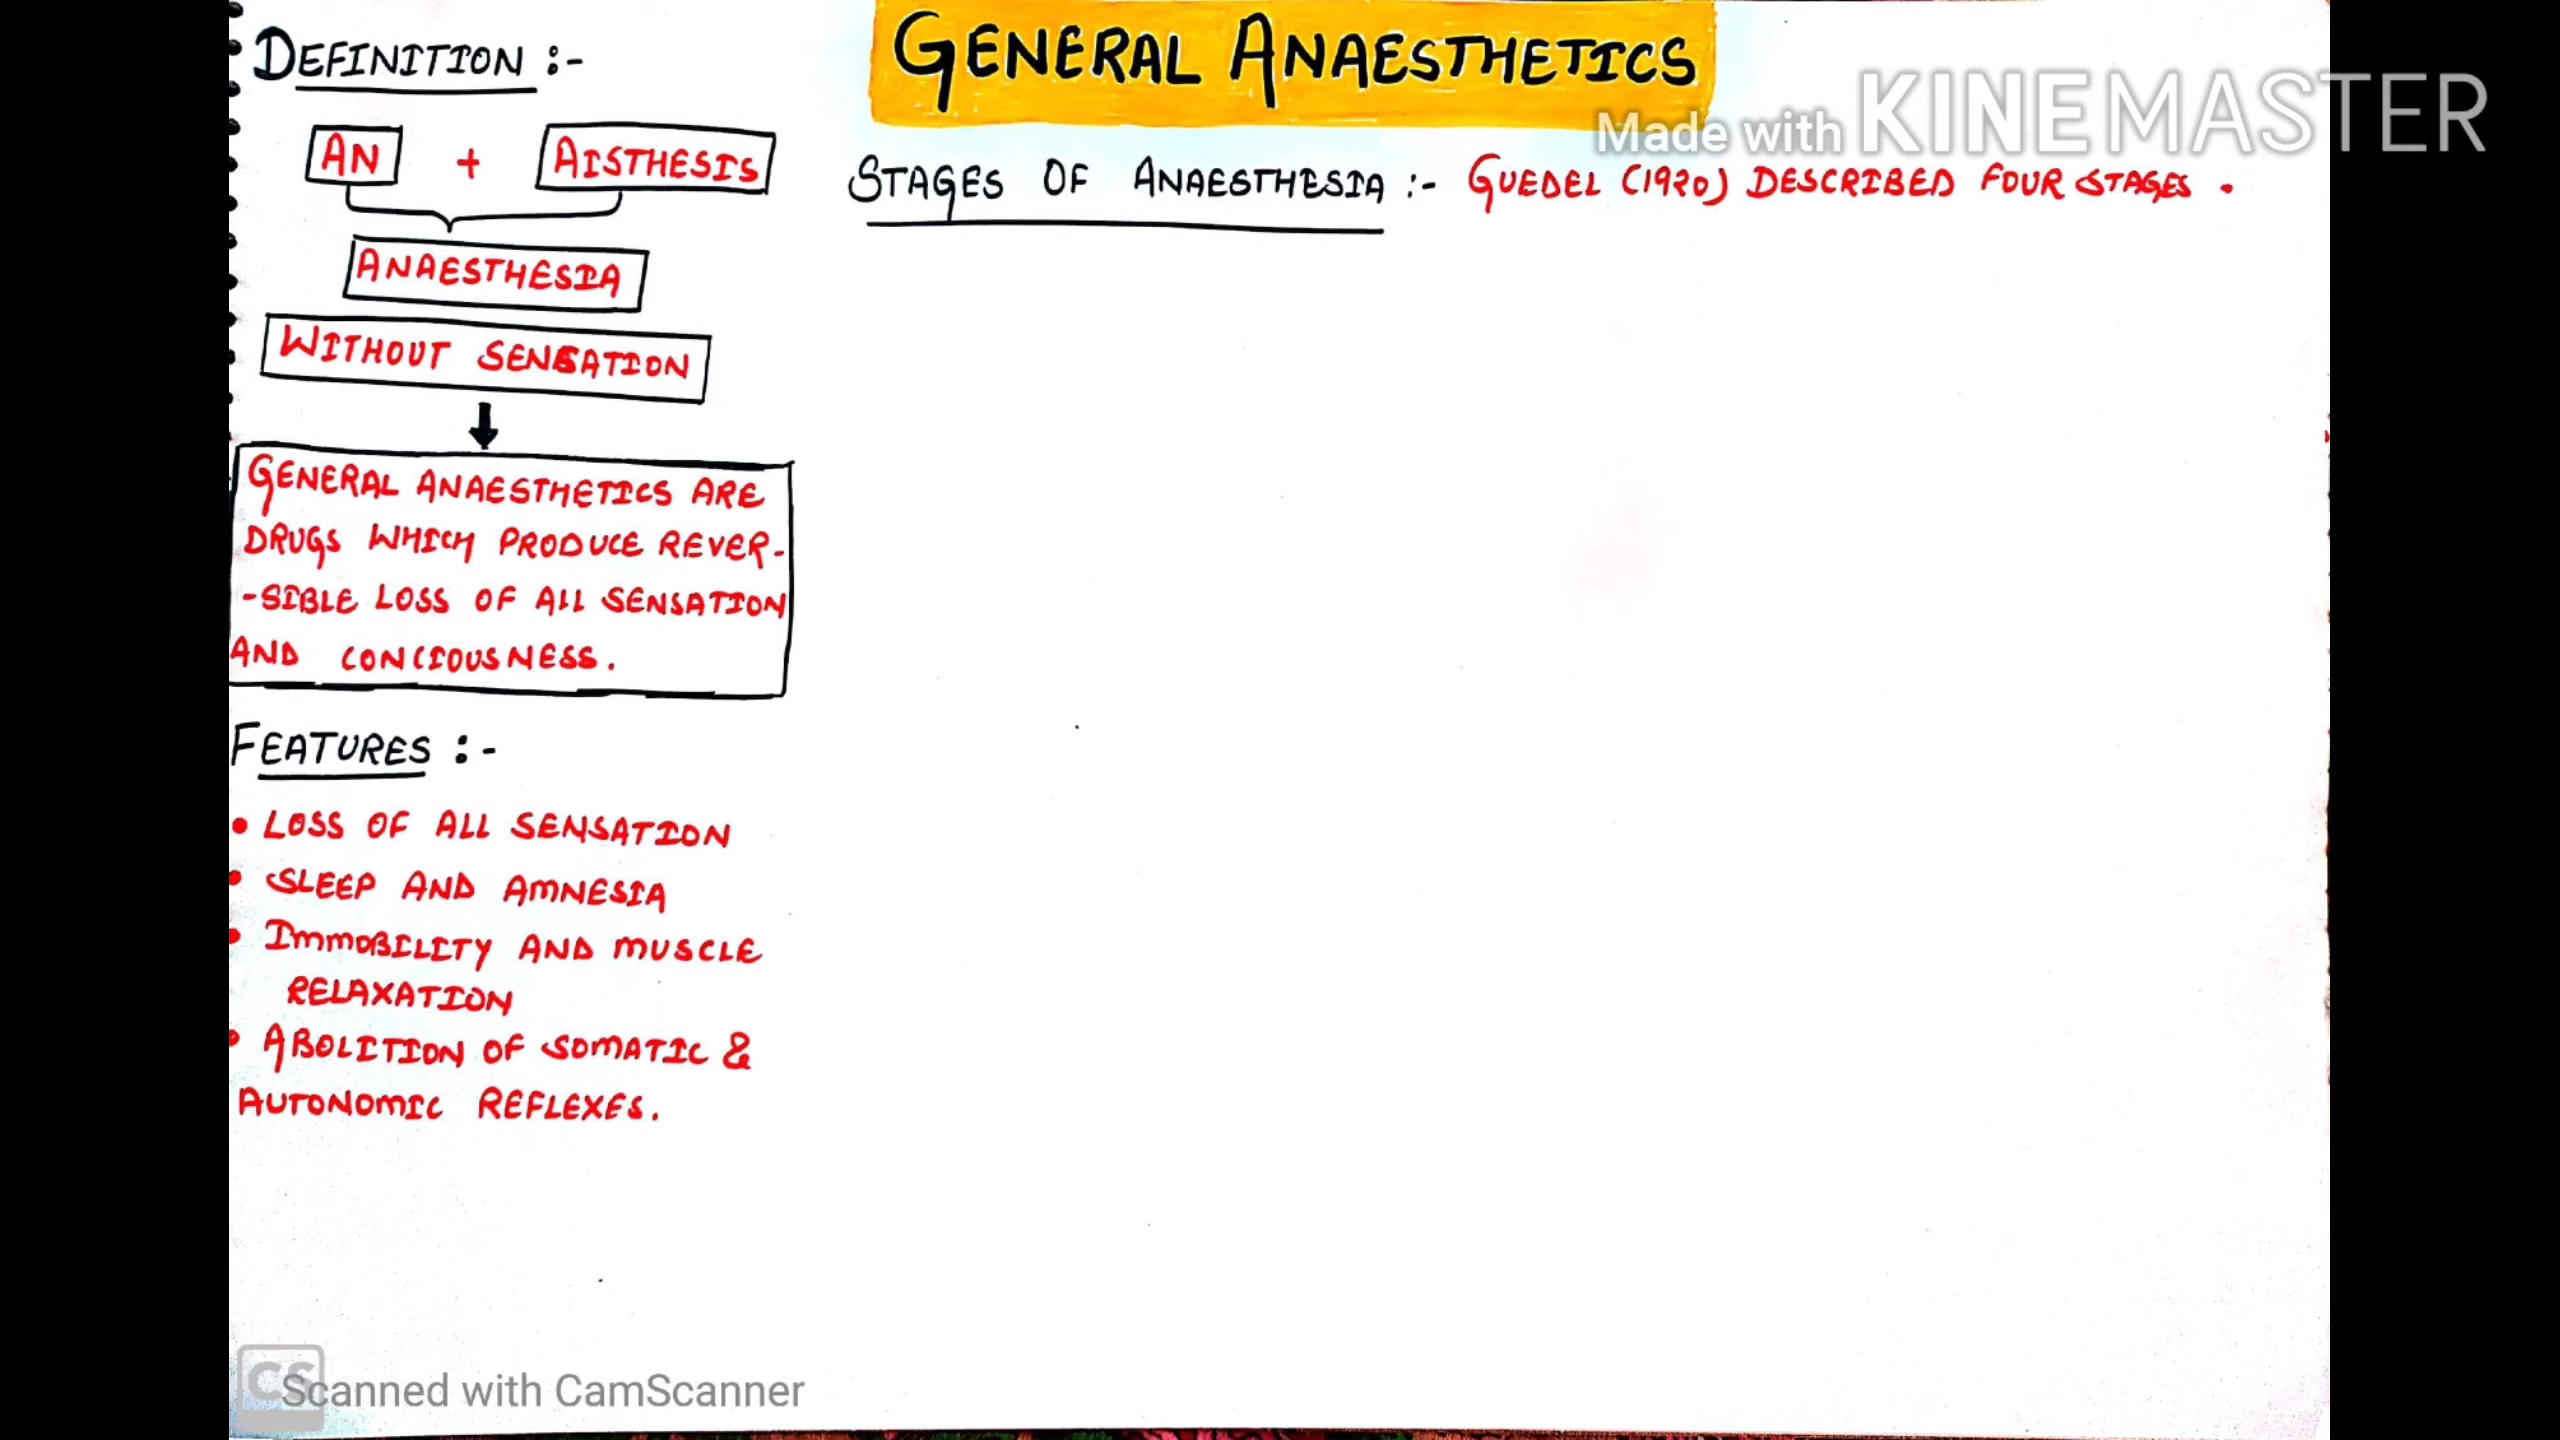 GENERAL ANAESTHETICS
Made with KINEMASTER
DEFINITION :-
AN + AISTHESIS
ANAESTHESIA
WITHOUT SENSATION
GENERAL ANAESTHETICS ARE
DRUGS WHICH PRODUCE REVER-
-SIBLE LOSS OF ALL SENSATION
AND CONCIOUSNESS.
FEATURES :-
• LOSS OF ALL SENSATION
• SLEEP AND AMNESIA
• IMMOBILITY AND MUSCLE
RELAXATION
• ABOLITION OF SOMATIC &
AUTONOMIC REFLEXES.
STAGES OF ANAESTHESIA :- GUEDEL (1920) DESCRIBED FOUR STAGES .
CS Scanned with CamScanner